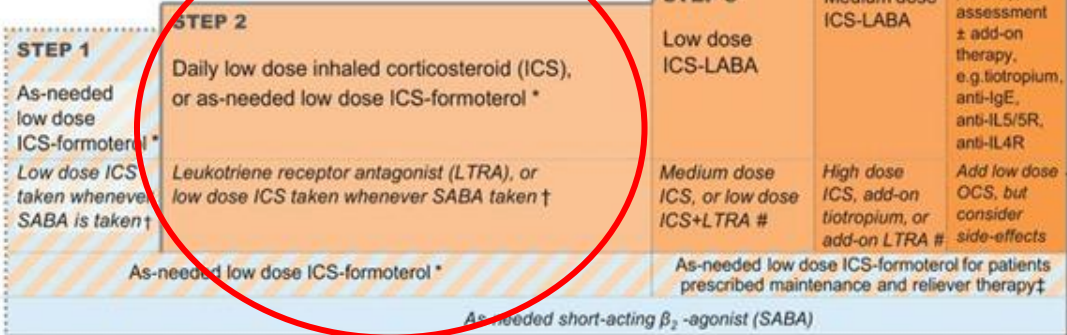 STEP 1
As-needed
low dose
ICS-formoterol *
Low dose ICS
taken whenever
SABA is taken†
STEP 2
Daily low dose inhaled corticosteroid (ICS),
or as-needed low dose ICS-formoterol *
Leukotriene receptor antagonist (LTRA), or
low dose ICS taken whenever SABA taken †
Low dose
ICS-LABA
Medium dose
ICS, or low dose
ICS+LTRA #
Medium dose
ICS-LABA
High dose
ICS, add-on
tiotropium, or
add-on LTRA #
assessment
± add-on
therapy,
e.g.tiotropium,
anti-IgE,
anti-IL5/5R,
anti-IL4R
Add low dose
OCS, but
consider
side-effects
As-needed low dose ICS-formoterol *
As-needed low dose ICS-formoterol for patients
prescribed maintenance and reliever therapy‡
As-needed short-acting β₂ -agonist (SABA)